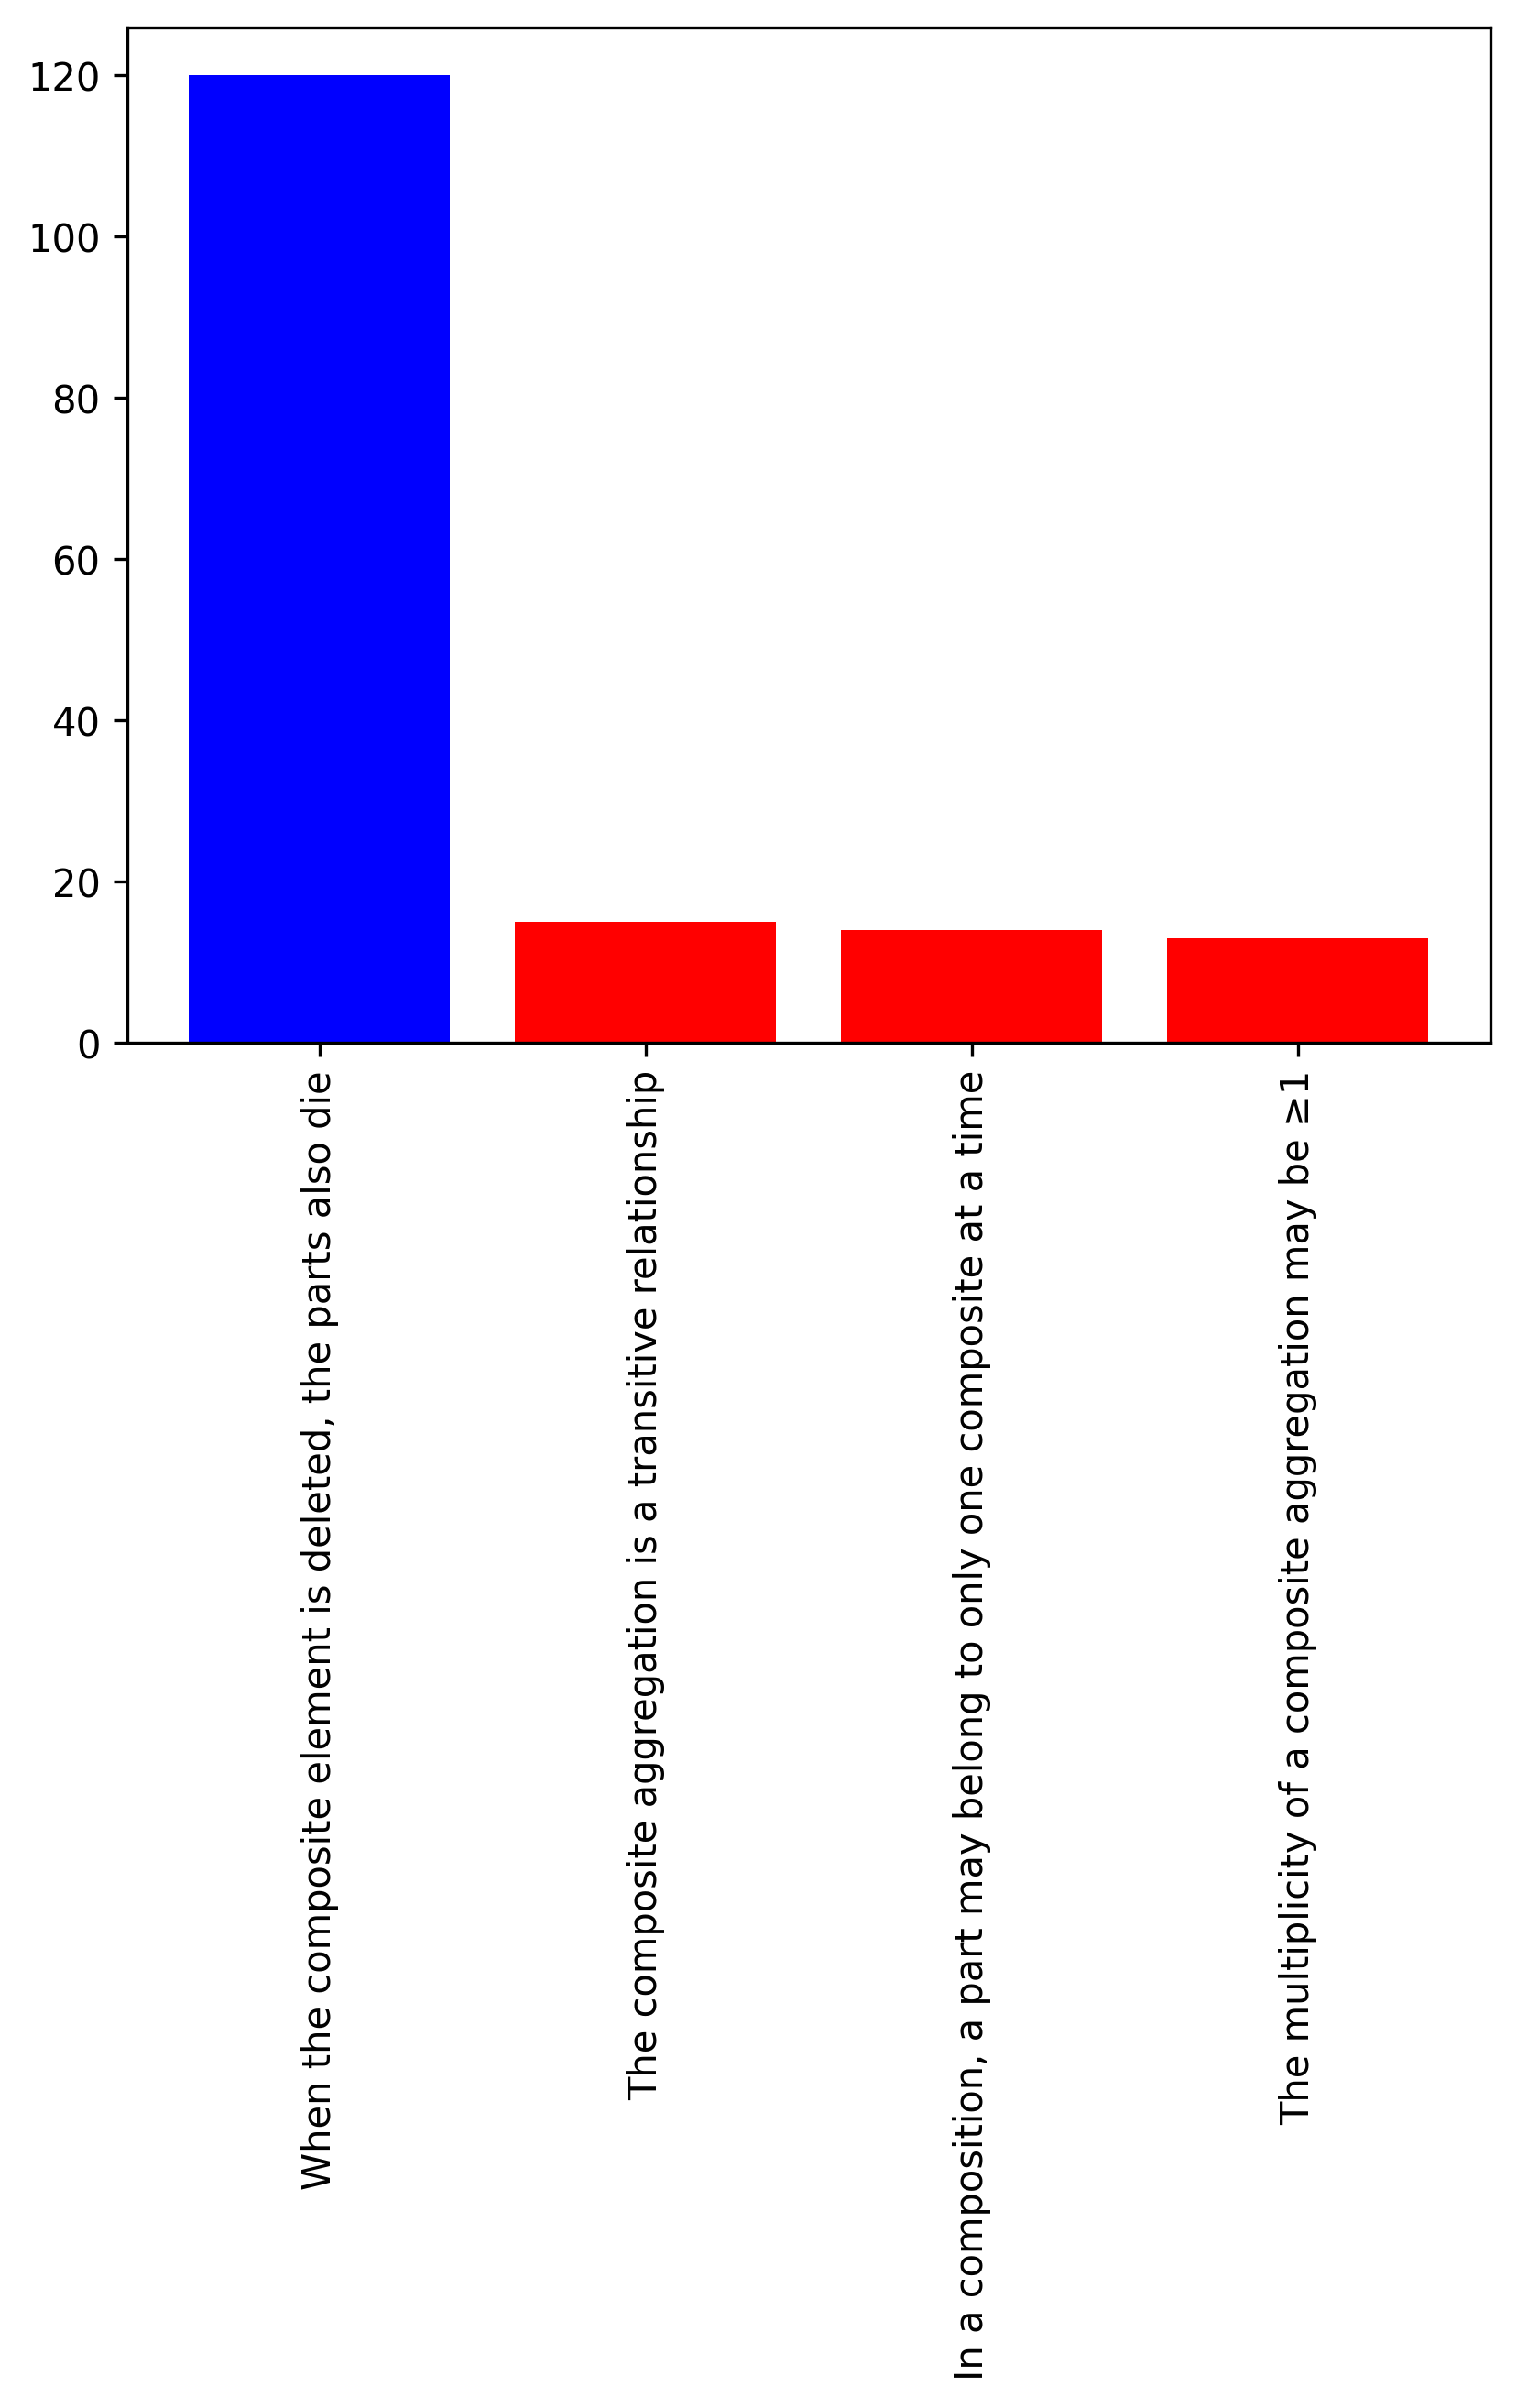 120
100
80
60
40
20
0
When the composite element is deleted, the parts also die
The composite aggregation is a transitive relationship
In a composition, a part may belong to only one composite at a time
The multiplicity of a composite aggregation may be ≥1